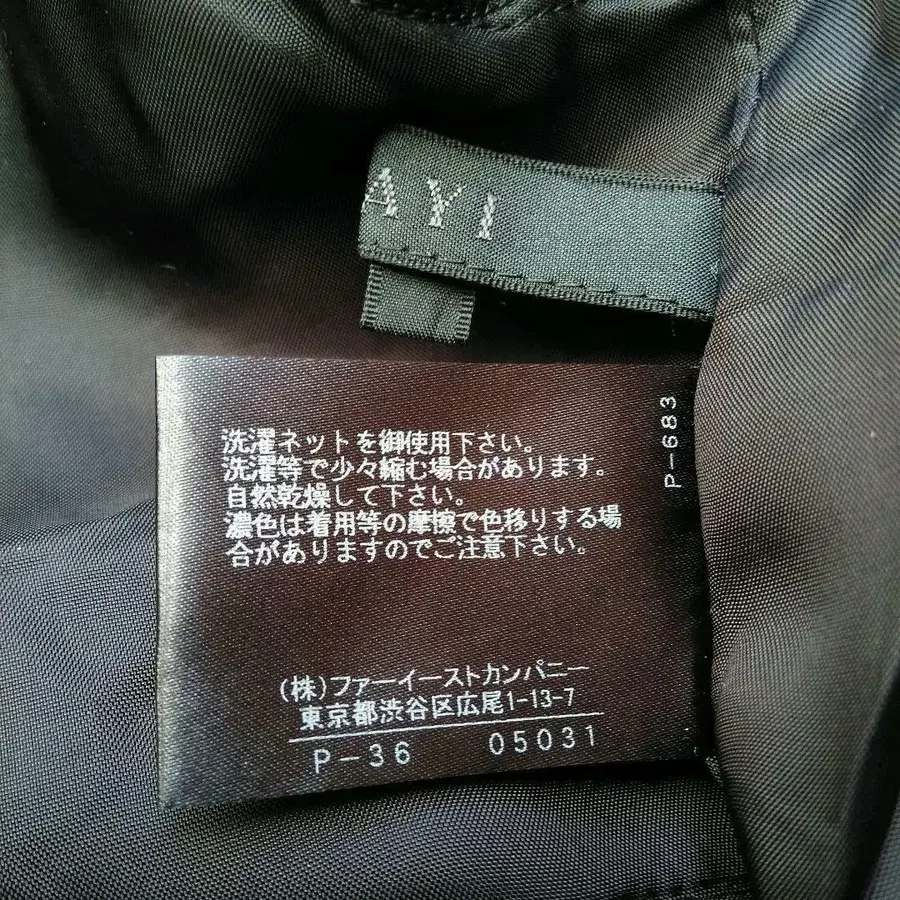 AYI
P-683
洗濯ネットを御使用下さい。
洗濯等で少々縮む場合があります。
自然乾燥して下さい。
濃色は着用等の摩擦で色移りする場
合がありますのでご注意下さい。
(株)ファーイーストカンパニー
東京都渋谷区広尾1-13-7
P-36 05031